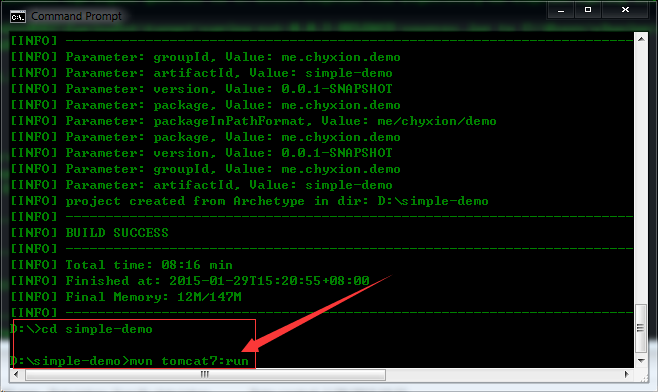 Command Prompt
[INFO] ------------------------------------------------------------------------
[INFO] Parameter: groupId, Value: me.chyxion.demo
[INFO] Parameter: artifactId, Value: simple-demo
[INFO] Parameter: version, Value: 0.0.1-SNAPSHOT
[INFO] Parameter: package, Value: me.chyxion.demo
[INFO] Parameter: packageInPathFormat, Value: me/chyxion/demo
[INFO] Parameter: package, Value: me.chyxion.demo
[INFO] Parameter: version, Value: 0.0.1-SNAPSHOT
[INFO] Parameter: groupId, Value: me.chyxion.demo
[INFO] Parameter: artifactId, Value: simple-demo
[INFO] project created from Archetype in dir: D:\simple-demo
[INFO] ------------------------------------------------------------------------
[INFO] BUILD SUCCESS
[INFO] ------------------------------------------------------------------------
[INFO] Total time: 08:16 min
[INFO] Finished at: 2015-01-29T15:20:55+08:00
[INFO] Final Memory: 12M/147M
[INFO] ------------------------------------------------------------------------
D:\>cd simple-demo
D:\simple-demo>mvn tomcat7:run